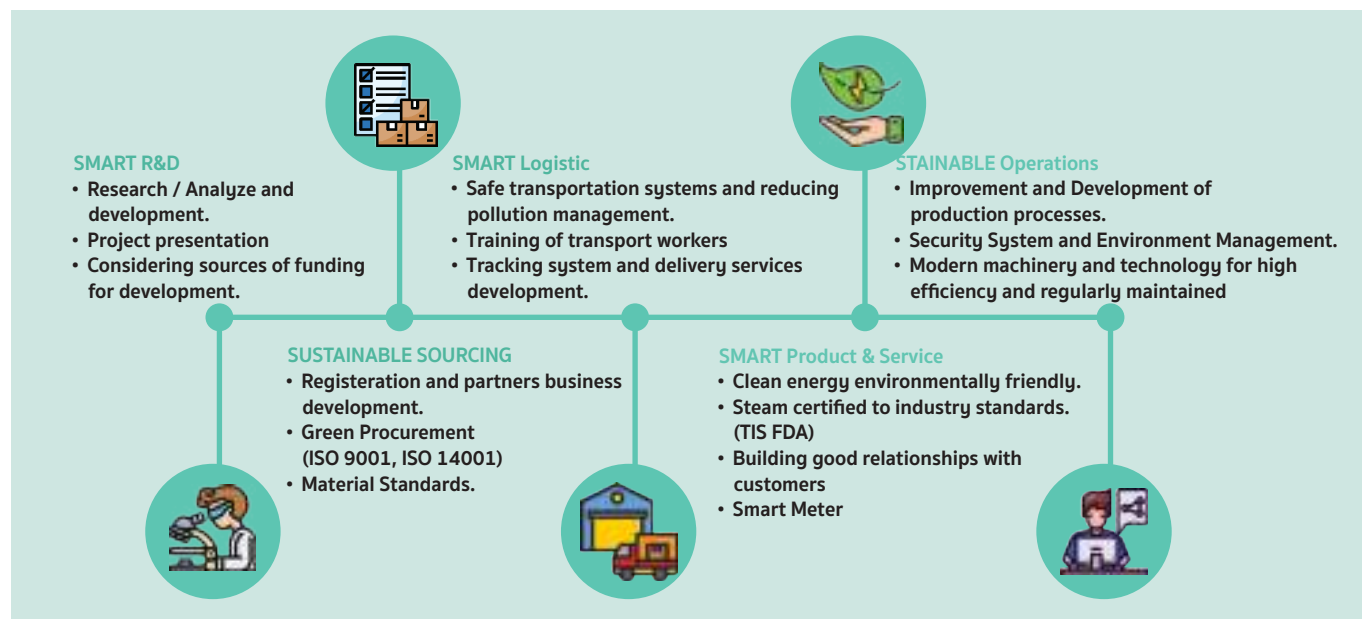 SMART R&D
• Research / Analyze and
development.
• Project presentation
• Considering sources of funding
for development.
SUSTAINABLE SOURCING
• Registeration and partners business
development.
• Green Procurement
(ISO 9001, ISO 14001)
• Material Standards.
SMART Logistic
• Safe transportation systems and reducing
pollution management.
• Training of transport workers
• Tracking system and delivery services
development.
SMART Product & Service
• Clean energy environmentally friendly.
• Steam certified to industry standards.
(TIS FDA)
• Building good relationships with
customers
• Smart Meter
STAINABLE Operations
• Improvement and Development of
production processes.
• Security System and Environment Management.
• Modern machinery and technology for high
efficiency and regularly maintained